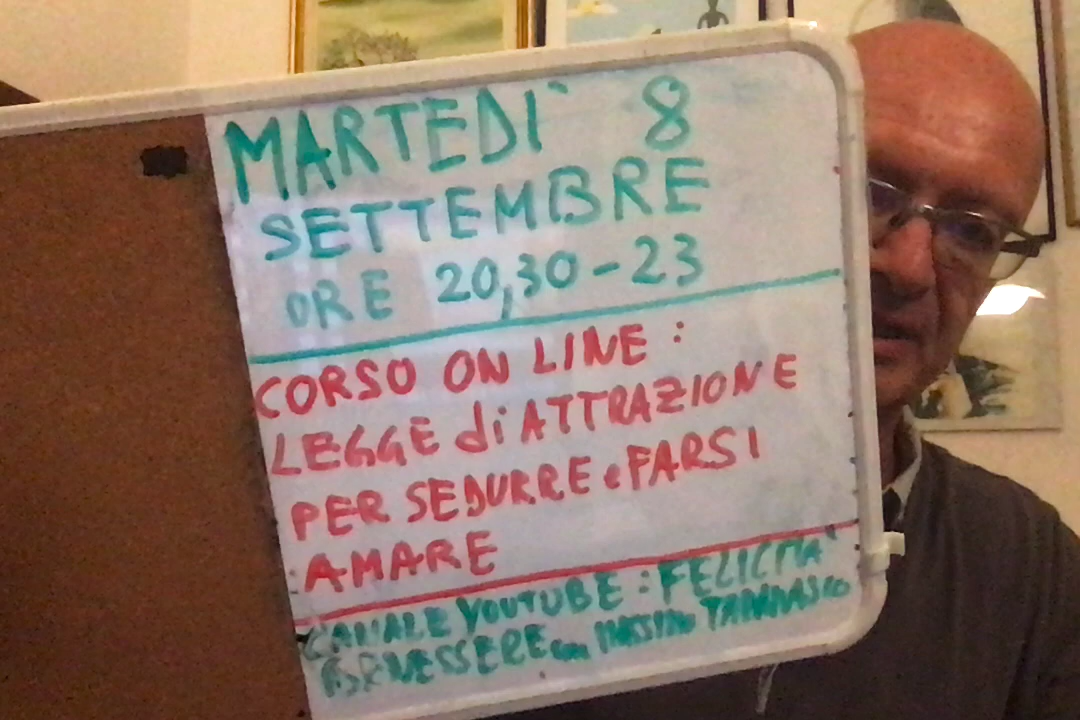 MARTEDI` 8
SETTEMBRE
ORE 20,30-23
CORSO ON LINE :
LEGGE di ATTRAZIONE
PER SEDURRE e FARSI
AMARE
CANALE YOUTUBE : FELICITA'
BENESSERE con MASSIMO